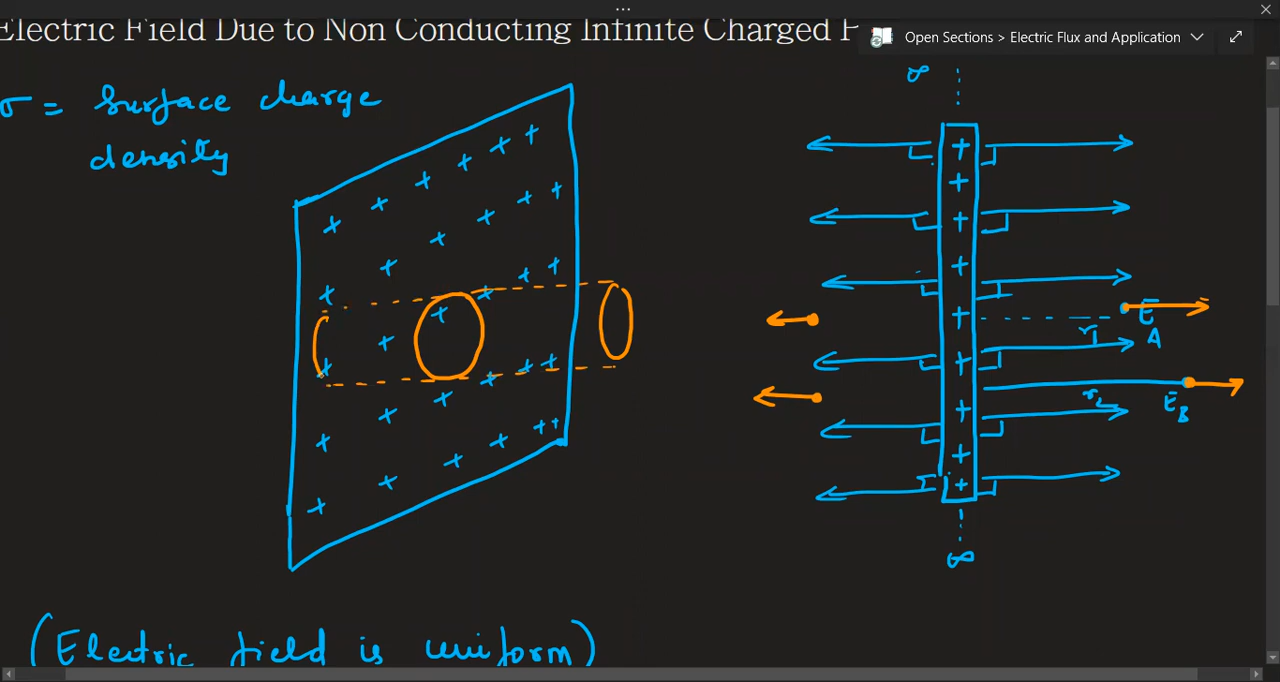 Electric Field Due to Non Conducting Infinite Charged P
Open Sections > Electric Flux and Application
σ = Surface charge
density
∞
E
r₁
A
r₂
E_B
∞
(Electric field is uniform)